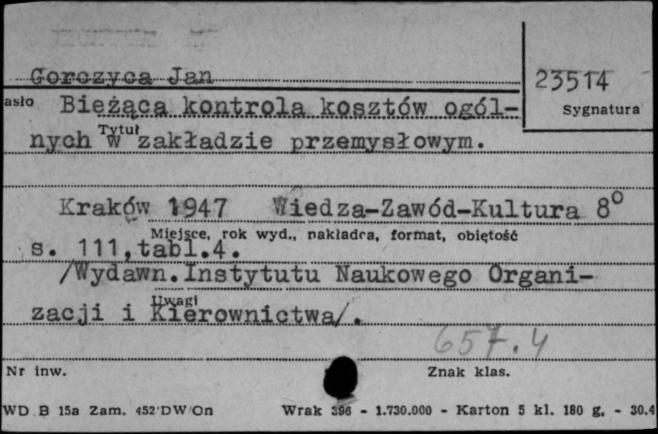 Gorczyca Jan
23514
asło Bieżąca kontrola kosztów ogól-
Sygnatura
Tytuł
nych w zakładzie przemysłowym.
Kraków 1947 Wiedza-Zawód-Kultura 8°
Miejsce, rok wyd., nakładca, format, obiętość
s. 111,tabl.4.
/Wydawn.Instytutu Naukowego Organi-
Uwagi
zacji i Kierownictwa/.
657.4
Nr inw.
Znak klas.
WD B 15a Zam. 452'DW'On Wrak 396 - 1.730.000 - Karton 5 kl. 180 g. - 30.4